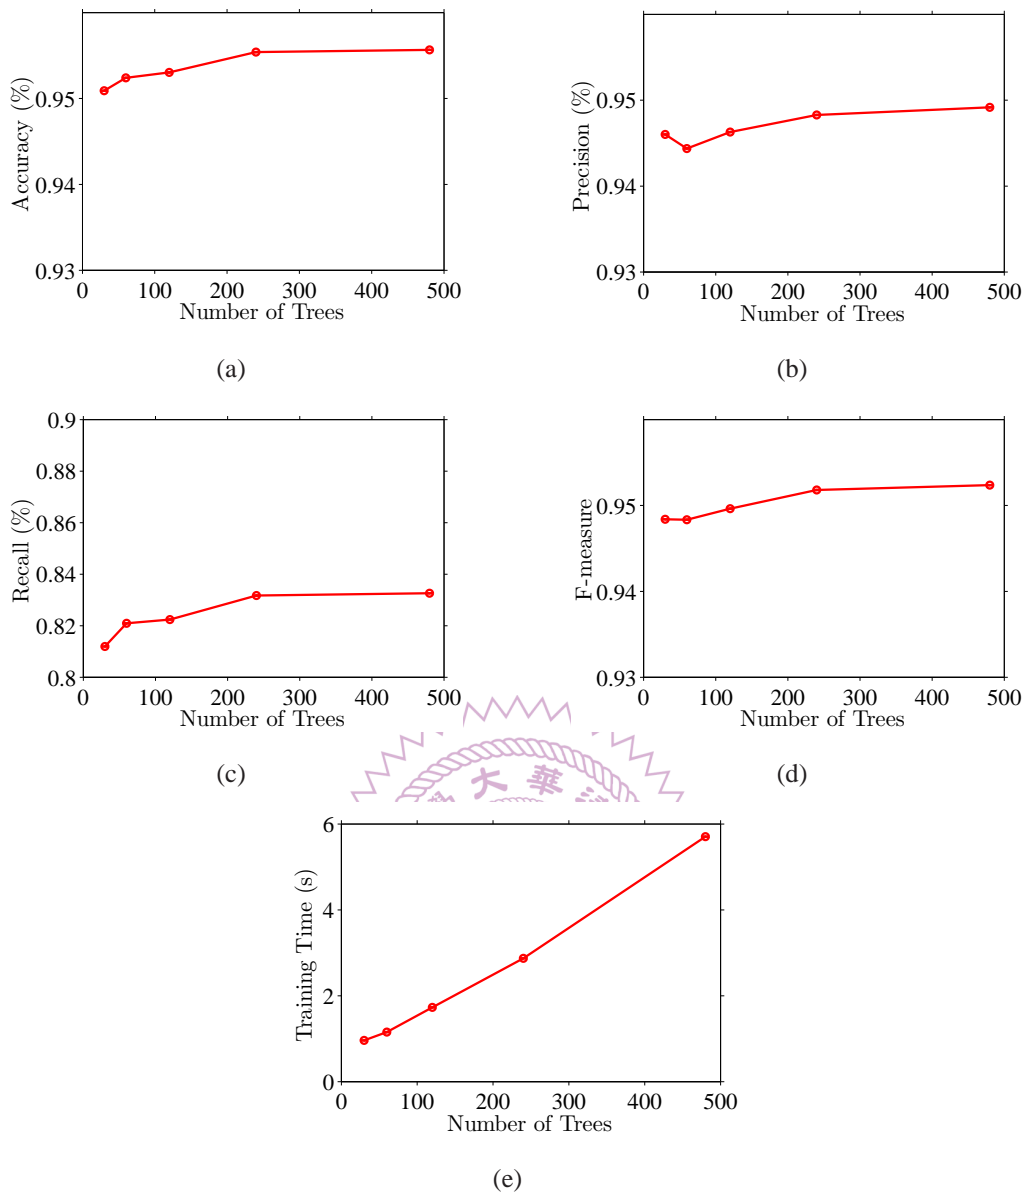 0.95
0.94
0.93
Accuracy (%)
0 100 200 300 400 500
Number of Trees
(a)
0.95
0.94
0.93
Precision (%)
0 100 200 300 400 500
Number of Trees
(b)
0.9
0.88
0.86
0.84
0.82
0.8
Recall (%)
0 100 200 300 400 500
Number of Trees
(c)
0.95
0.94
0.93
F-measure
0 100 200 300 400 500
Number of Trees
(d)
大 華
6
4
2
0
Training Time (s)
0 100 200 300 400 500
Number of Trees
(e)